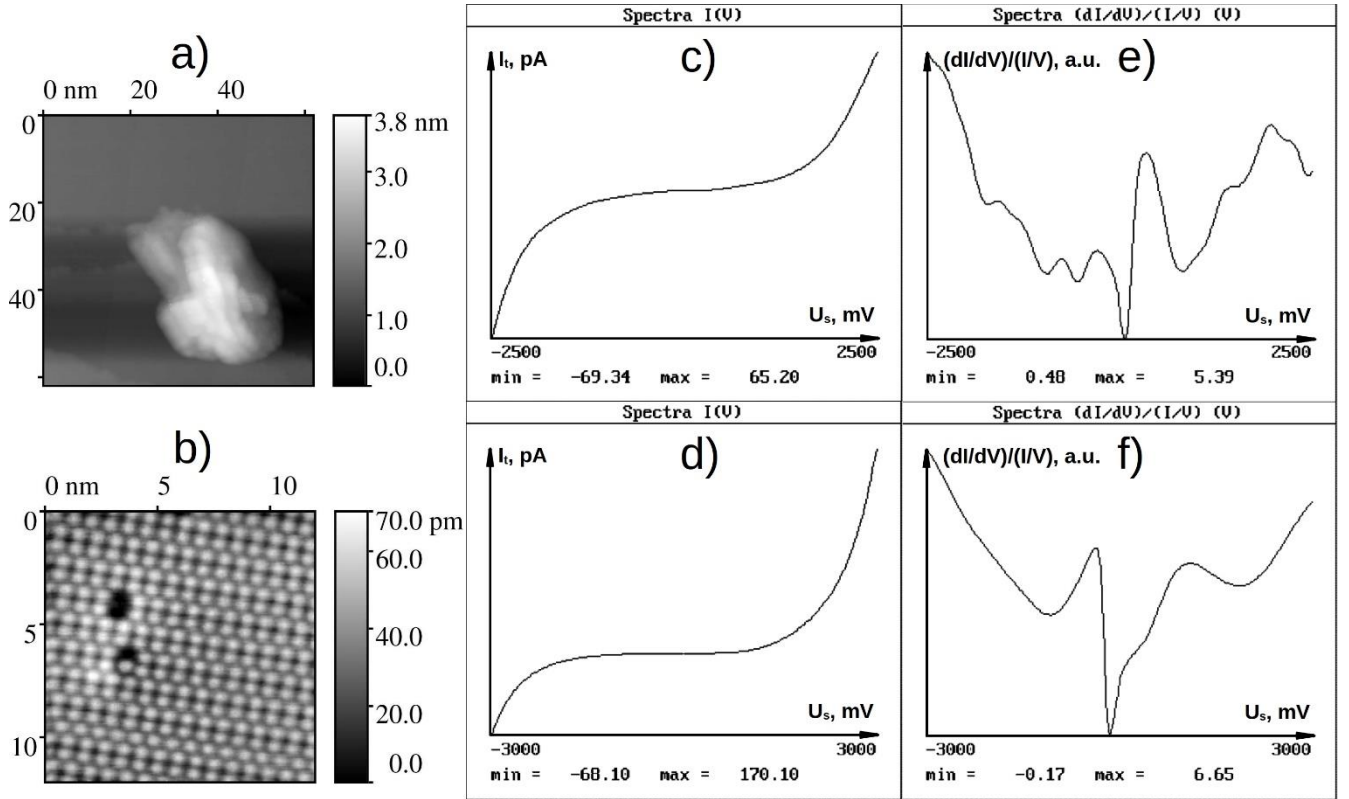 a)
0 nm 20 40
0
20
40
3.8 nm
3.0
2.0
1.0
0.0
b)
0 nm 5 10
0
5
10
70.0 pm
60.0
40.0
20.0
0.0
Spectra I(V)
Iₜ, pA
c)
Uₛ, mV
-2500 2500
min = -69.34 max = 65.20
Spectra (dI/dV)/(I/V) (V)
(dI/dV)/(I/V), a.u.
e)
Uₛ, mV
-2500 2500
min = 0.48 max = 5.39
Spectra I(V)
Iₜ, pA
d)
Uₛ, mV
-3000 3000
min = -68.10 max = 170.10
Spectra (dI/dV)/(I/V) (V)
(dI/dV)/(I/V), a.u.
f)
Uₛ, mV
-3000 3000
min = -0.17 max = 6.65